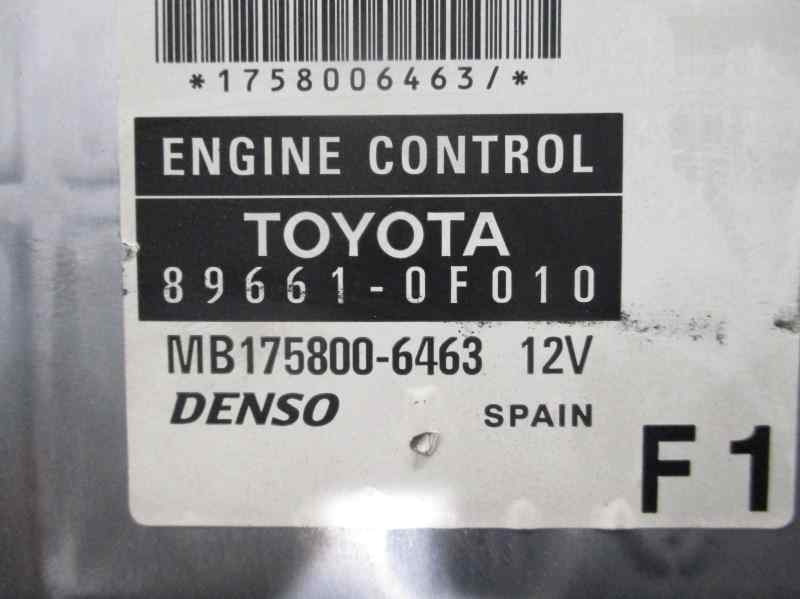 *1758006463/*
ENGINE CONTROL
TOYOTA
89661-0F010
MB175800-6463 12V
DENSO SPAIN
F1